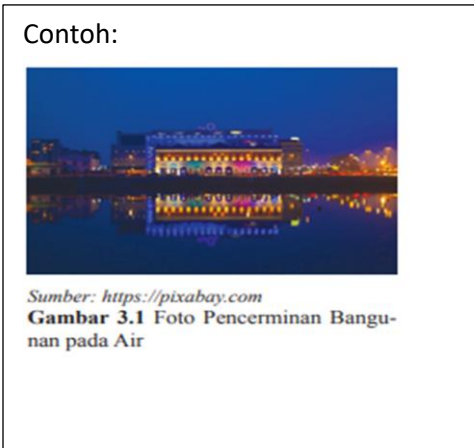 Contoh:
Sumber: https://pixabay.com
Gambar 3.1 Foto Pencerminan Bangu-
nan pada Air